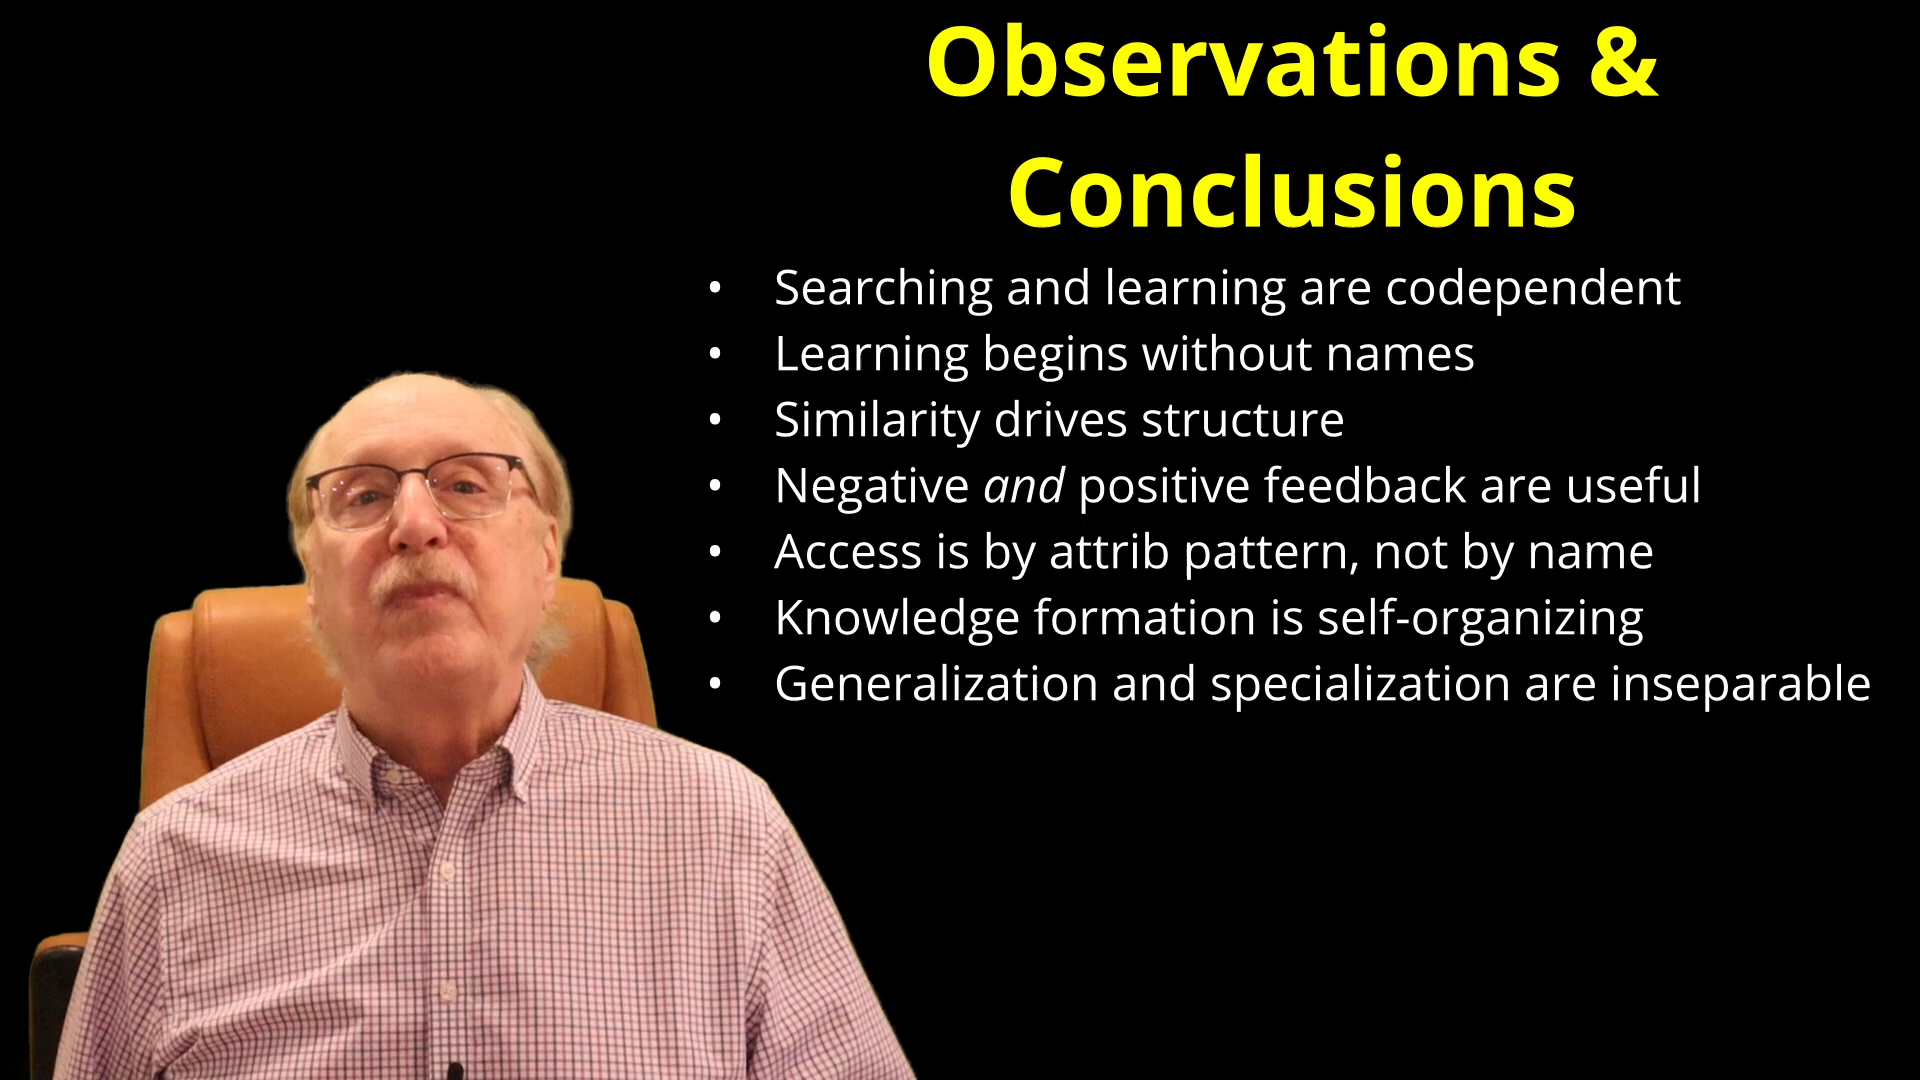 Observations &
Conclusions
• Searching and learning are codependent
• Learning begins without names
• Similarity drives structure
• Negative and positive feedback are useful
• Access is by attrib pattern, not by name
• Knowledge formation is self-organizing
• Generalization and specialization are inseparable